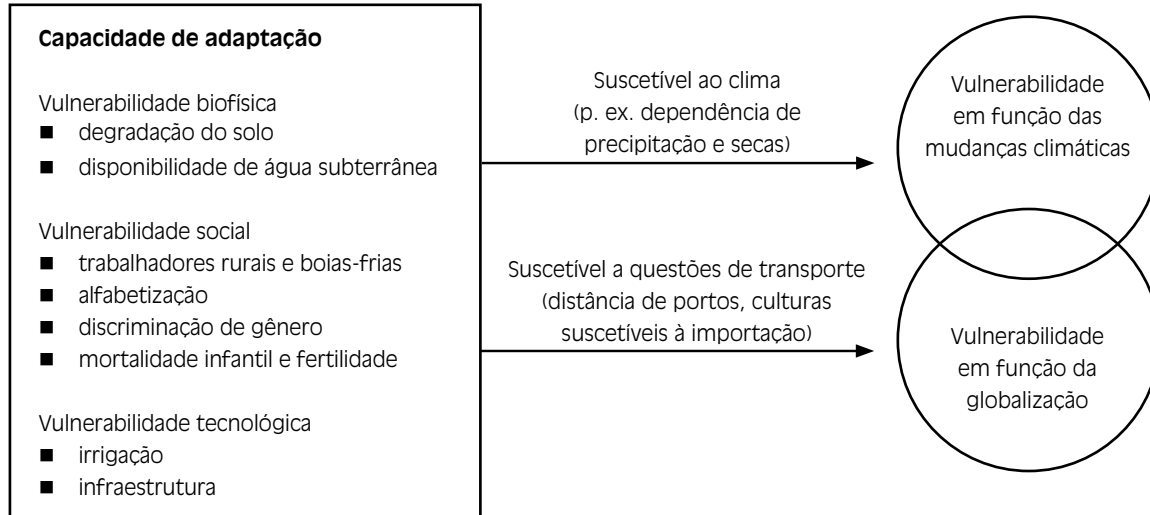 Capacidade de adaptação
Vulnerabilidade biofísica
■ degradação do solo
■ disponibilidade de água subterrânea
Vulnerabilidade social
■ trabalhadores rurais e boias-frias
■ alfabetização
■ discriminação de gênero
■ mortalidade infantil e fertilidade
Vulnerabilidade tecnológica
■ irrigação
■ infraestrutura
Suscetível ao clima
(p. ex. dependência de
precipitação e secas)
Suscetível a questões de transporte
(distância de portos, culturas
suscetíveis à importação)
Vulnerabilidade
em função das
mudanças climáticas
Vulnerabilidade
em função da
globalização